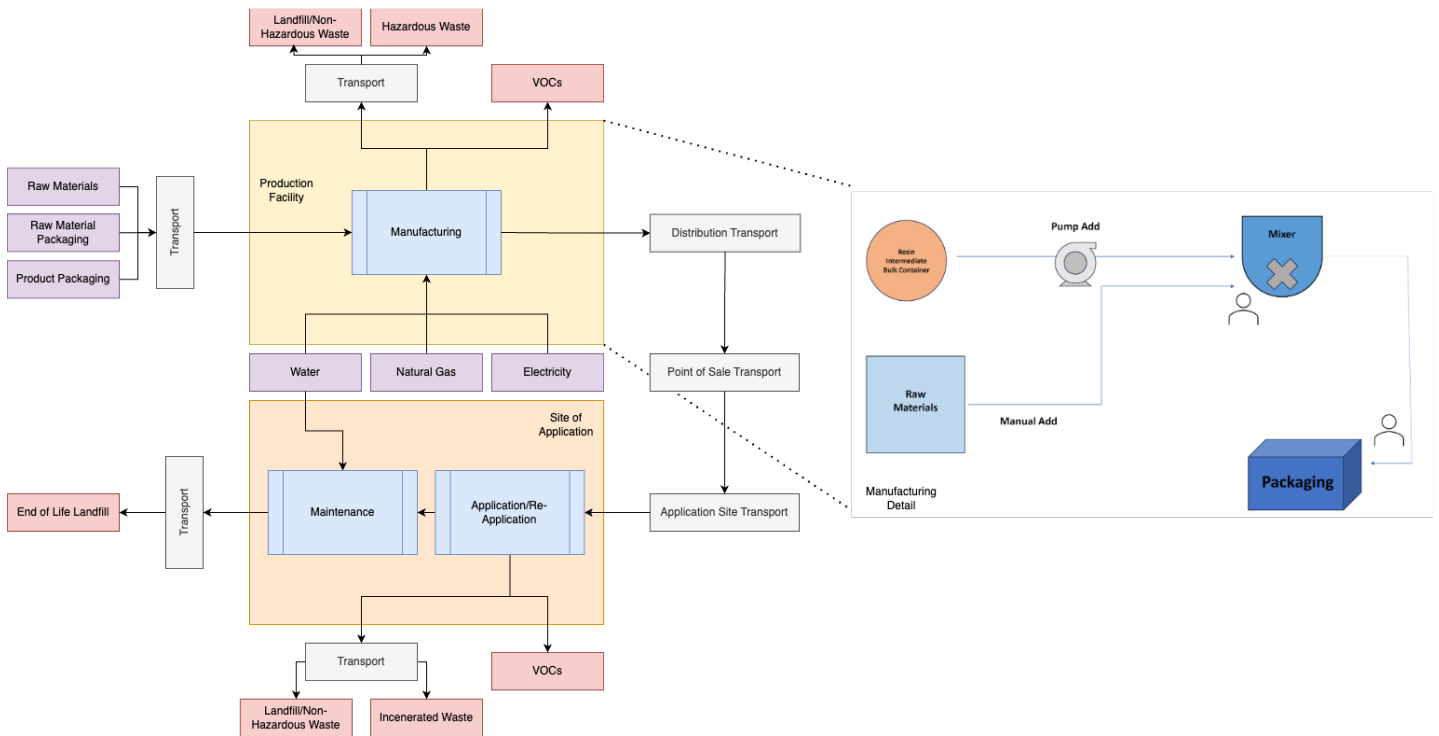 Landfill/Non-
Hazardous Waste
Hazardous Waste
Transport
VOCs
Production
Facility
Raw Materials
Raw Material
Packaging
Product Packaging
Transport
Manufacturing
Distribution Transport
Water
Natural Gas
Electricity
Point of Sale Transport
Site of
Application
Maintenance
Application/Re-
Application
Application Site Transport
Transport
End of Life Landfill
Transport
VOCs
Landfill/Non-
Hazardous Waste
Incenerated Waste
Resin
Intermediate
Bulk Container
Pump Add
Mixer
Raw
Materials
Manual Add
Packaging
Manufacturing
Detail